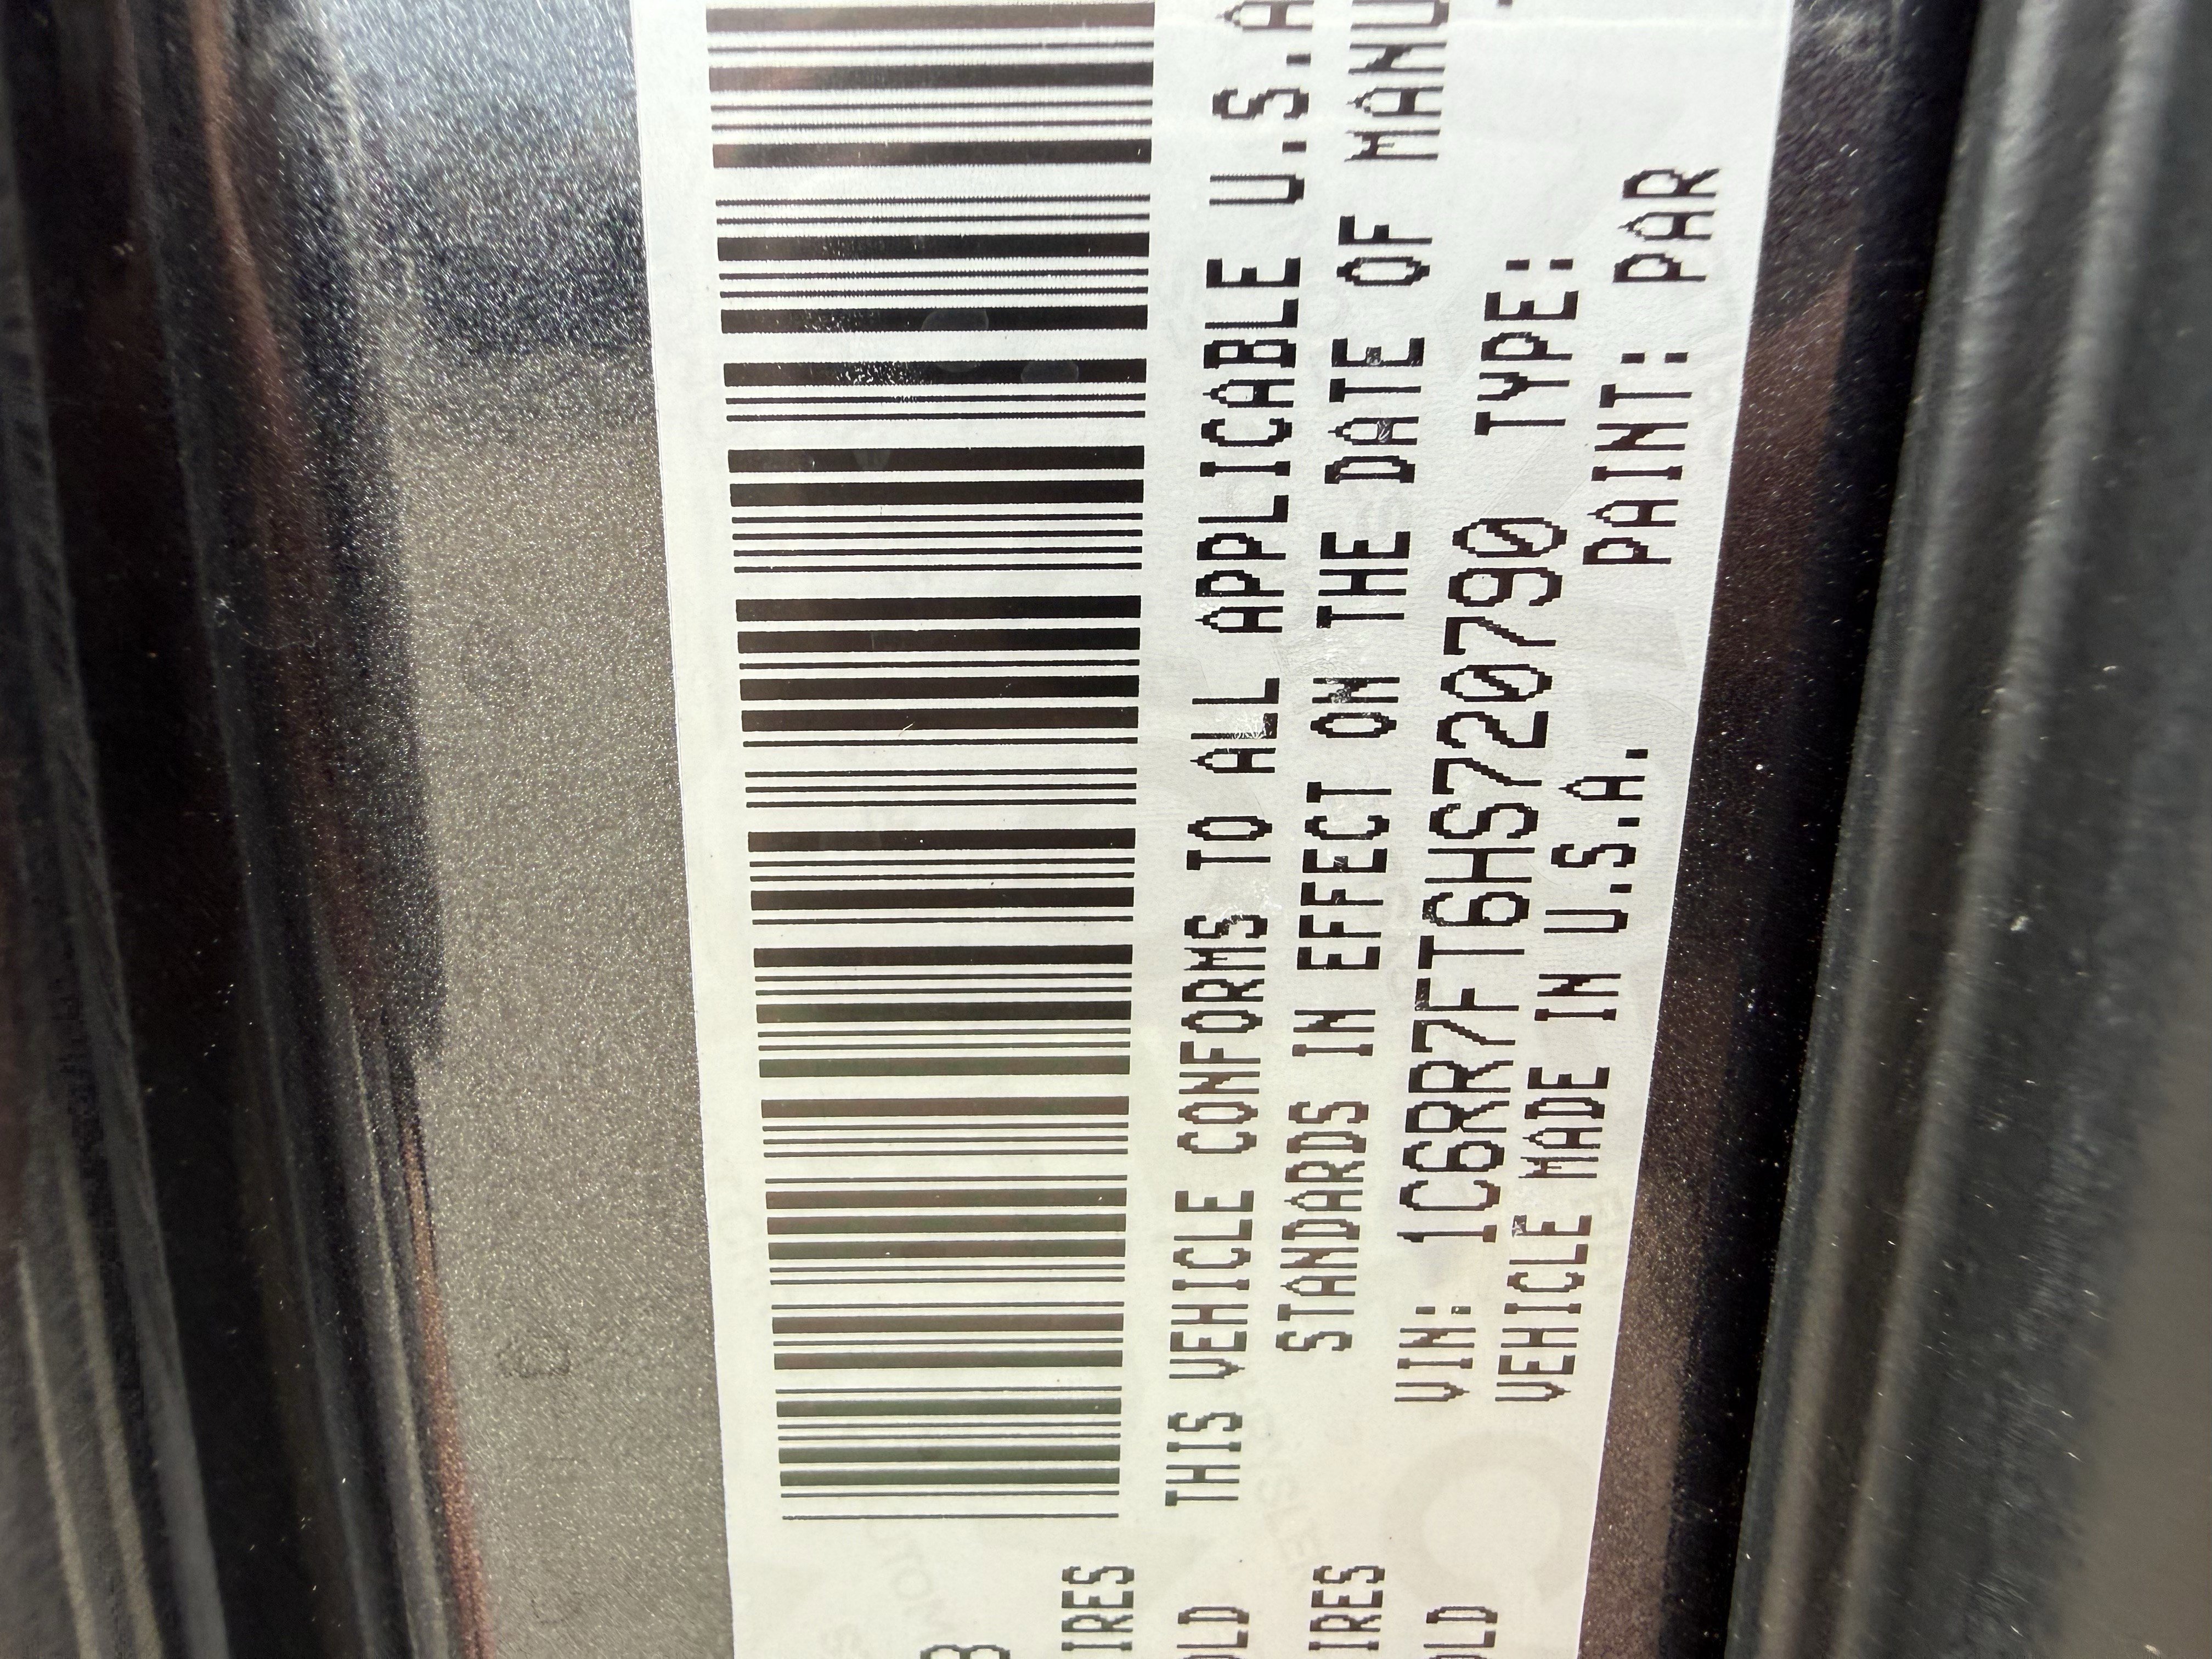 THIS VEHICLE CONFORMS TO ALL APPLICABLE U.S.A
STANDARDS IN EFFECT ON THE DATE OF MANU
VIN: 1C6RR7FT6HS720790 TYPE:
VEHICLE MADE IN U.S.A. PAINT: PAR
IRES
OLD
IRES
OLD